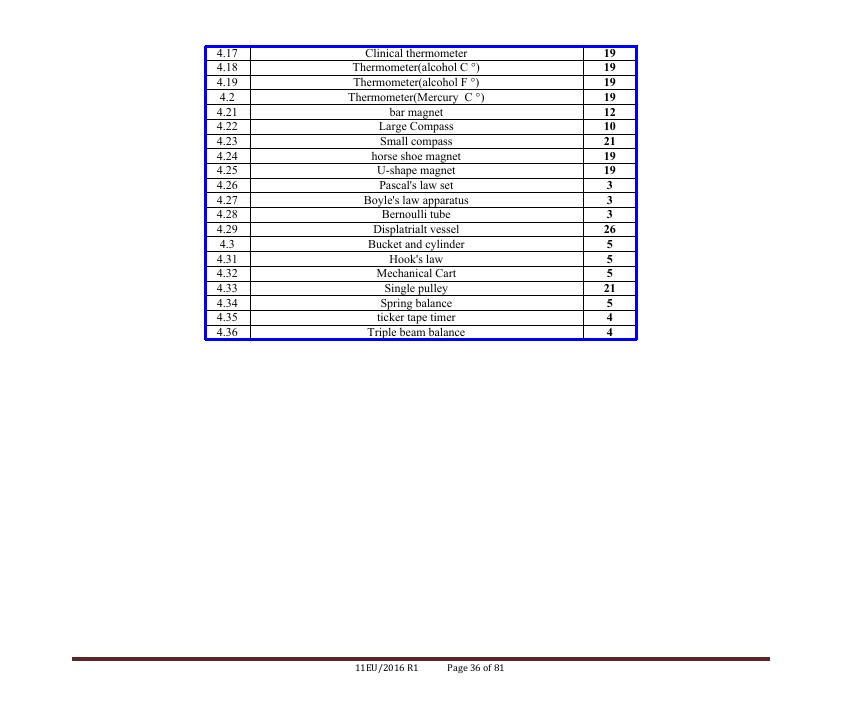 4.17 Clinical thermometer 19
4.18 Thermometer(alcohol C °) 19
4.19 Thermometer(alcohol F °) 19
4.2 Thermometer(Mercury  C °) 19
4.21 bar magnet 12
4.22 Large Compass 10
4.23 Small compass 21
4.24 horse shoe magnet 19
4.25 U-shape magnet 19
4.26 Pascal's law set 3
4.27 Boyle's law apparatus 3
4.28 Bernoulli tube 3
4.29 Displatrialt vessel 26
4.3 Bucket and cylinder 5
4.31 Hook's law 5
4.32 Mechanical Cart 5
4.33 Single pulley 21
4.34 Spring balance 5
4.35 ticker tape timer 4
4.36 Triple beam balance 4
11EU/2016 R1 Page 36 of 81